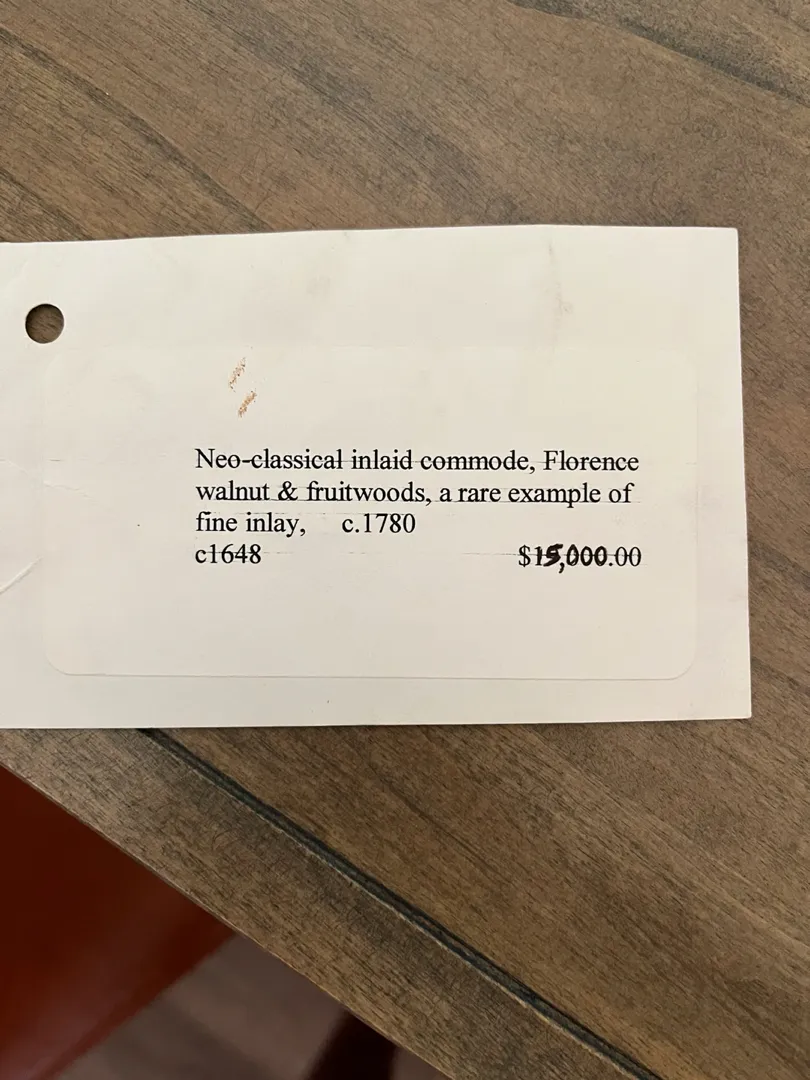 Neo-classical inlaid commode, Florence
walnut & fruitwoods, a rare example of
fine inlay, c.1780
c1648 $15,000.00